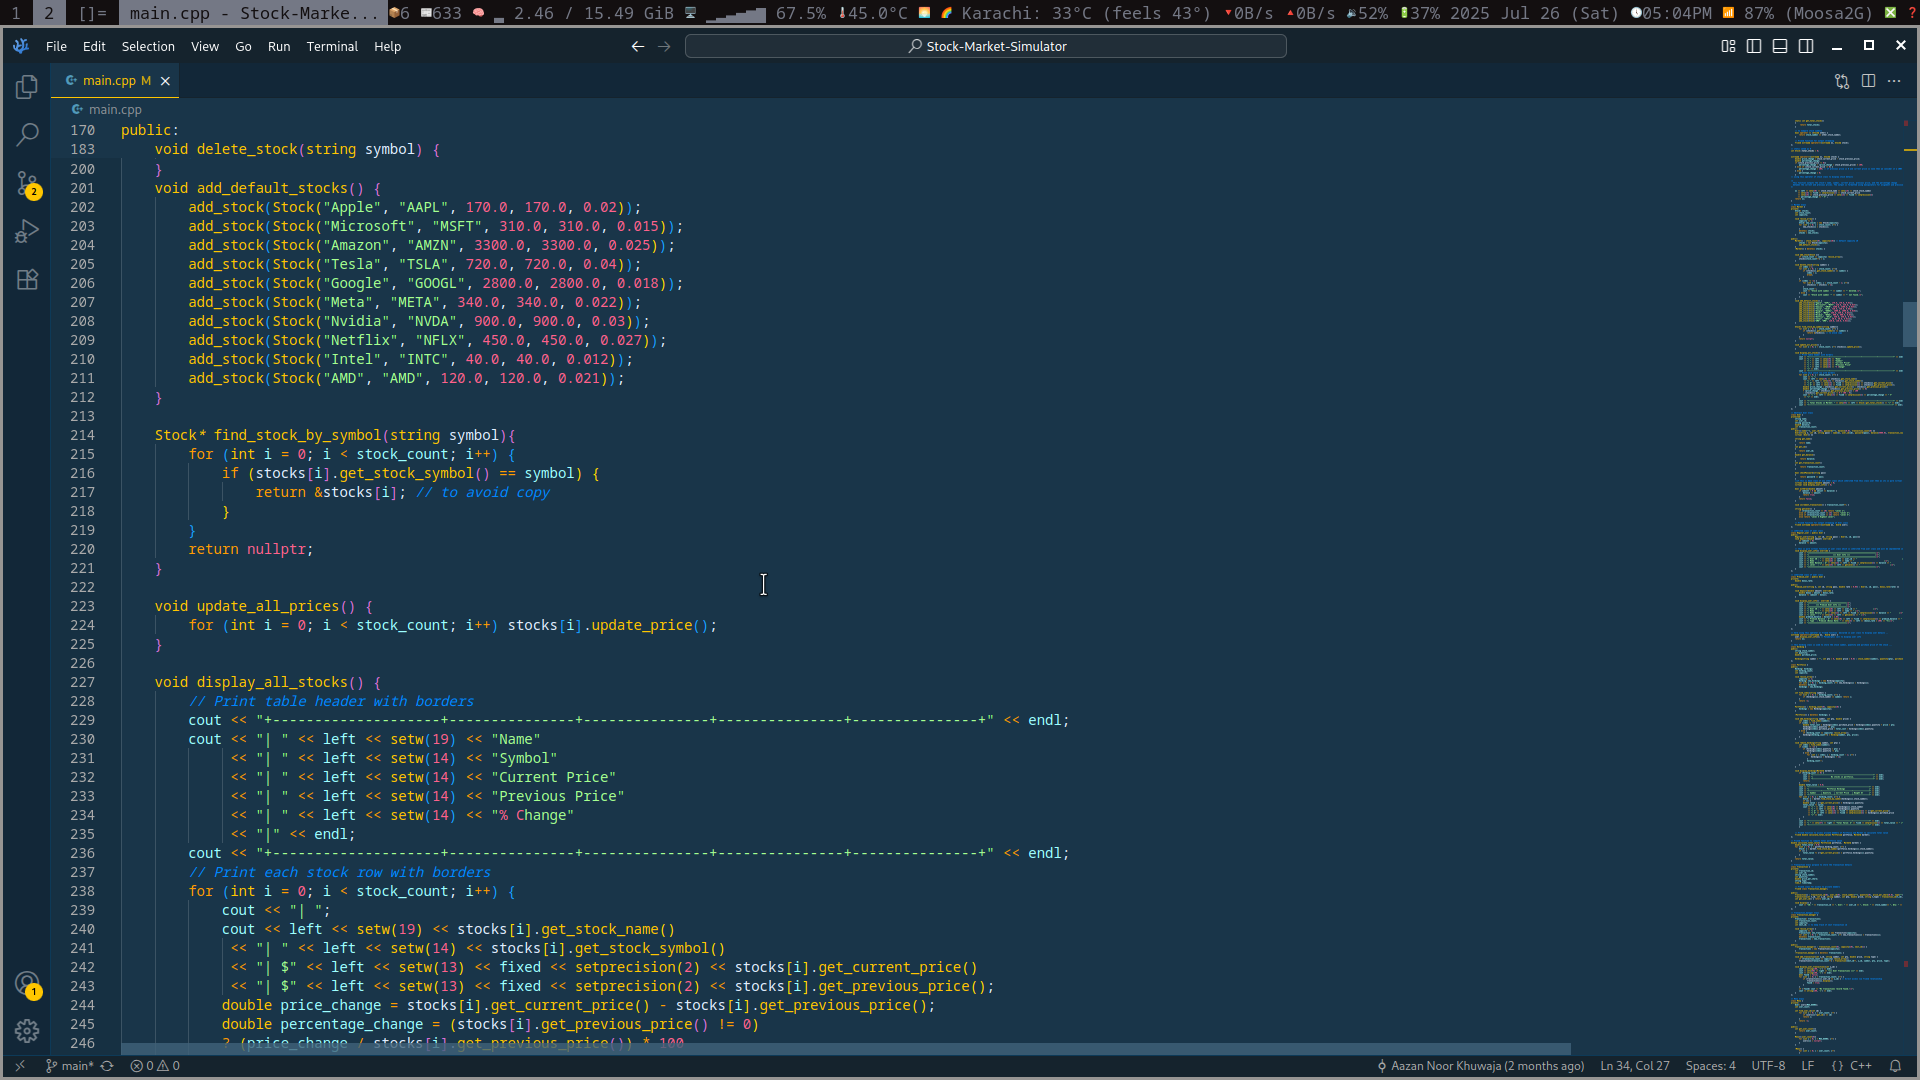 1 2 []= main.cpp - Stock-Marke... 6 633 2.46 / 15.49 GiB 67.5% 45.0°C Karachi: 33°C (feels 43°) 0B/s 0B/s 52% 37% 2025 Jul 26 (Sat) 05:04PM 87% (Moosa2G)
File Edit Selection View Go Run Terminal Help Stock-Market-Simulator
main.cpp M
main.cpp
170 public:
183 void delete_stock(string symbol) {
200 }
201 void add_default_stocks() {
202 add_stock(Stock("Apple", "AAPL", 170.0, 170.0, 0.02));
203 add_stock(Stock("Microsoft", "MSFT", 310.0, 310.0, 0.015));
204 add_stock(Stock("Amazon", "AMZN", 3300.0, 3300.0, 0.025));
205 add_stock(Stock("Tesla", "TSLA", 720.0, 720.0, 0.04));
206 add_stock(Stock("Google", "GOOGL", 2800.0, 2800.0, 0.018));
207 add_stock(Stock("Meta", "META", 340.0, 340.0, 0.022));
208 add_stock(Stock("Nvidia", "NVDA", 900.0, 900.0, 0.03));
209 add_stock(Stock("Netflix", "NFLX", 450.0, 450.0, 0.027));
210 add_stock(Stock("Intel", "INTC", 40.0, 40.0, 0.012));
211 add_stock(Stock("AMD", "AMD", 120.0, 120.0, 0.021));
212 }
213
214 Stock* find_stock_by_symbol(string symbol){
215 for (int i = 0; i < stock_count; i++) {
216 if (stocks[i].get_stock_symbol() == symbol) {
217 return &stocks[i]; // to avoid copy
218 }
219 }
220 return nullptr;
221 }
222
223 void update_all_prices() {
224 for (int i = 0; i < stock_count; i++) stocks[i].update_price();
225 }
226
227 void display_all_stocks() {
228 // Print table header with borders
229 cout << "+--------------------+---------------+---------------+---------------+---------------+" << endl;
230 cout << "| " << left << setw(19) << "Name"
231 << "| " << left << setw(14) << "Symbol"
232 << "| " << left << setw(14) << "Current Price"
233 << "| " << left << setw(14) << "Previous Price"
234 << "| " << left << setw(14) << "% Change"
235 << "|" << endl;
236 cout << "+--------------------+---------------+---------------+---------------+---------------+" << endl;
237 // Print each stock row with borders
238 for (int i = 0; i < stock_count; i++) {
239 cout << "| ";
240 cout << left << setw(19) << stocks[i].get_stock_name()
241 << "| " << left << setw(14) << stocks[i].get_stock_symbol()
242 << "| $" << left << setw(13) << fixed << setprecision(2) << stocks[i].get_current_price()
243 << "| $" << left << setw(13) << fixed << setprecision(2) << stocks[i].get_previous_price();
244 double price_change = stocks[i].get_current_price() - stocks[i].get_previous_price();
245 double percentage_change = (stocks[i].get_previous_price() != 0)
246 ? (price_change / stocks[i].get_previous_price()) * 100
2
1
main* 0 0 Aazan Noor Khuwaja (2 months ago) Ln 34, Col 27 Spaces: 4 UTF-8 LF {} C++